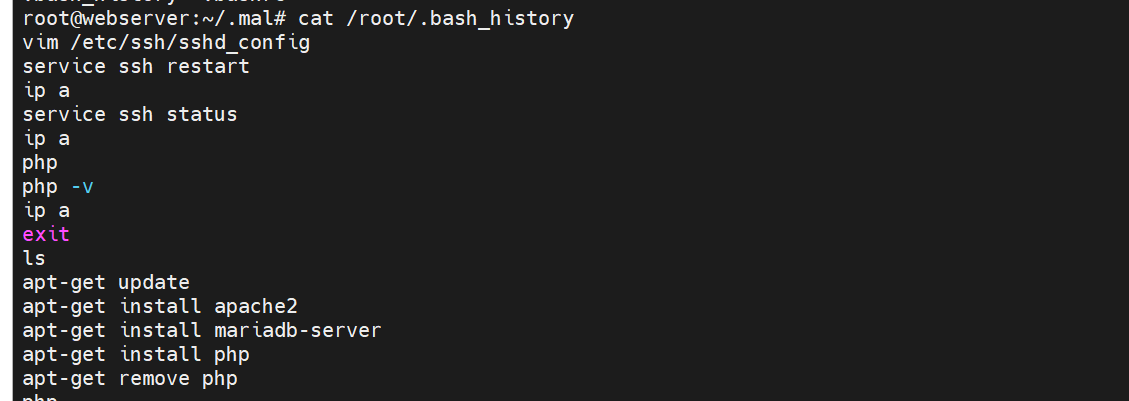 root@webserver:~/.mal# cat /root/.bash_history
vim /etc/ssh/sshd_config
service ssh restart
ip a
service ssh status
ip a
php
php -v
ip a
exit
ls
apt-get update
apt-get install apache2
apt-get install mariadb-server
apt-get install php
apt-get remove php
php